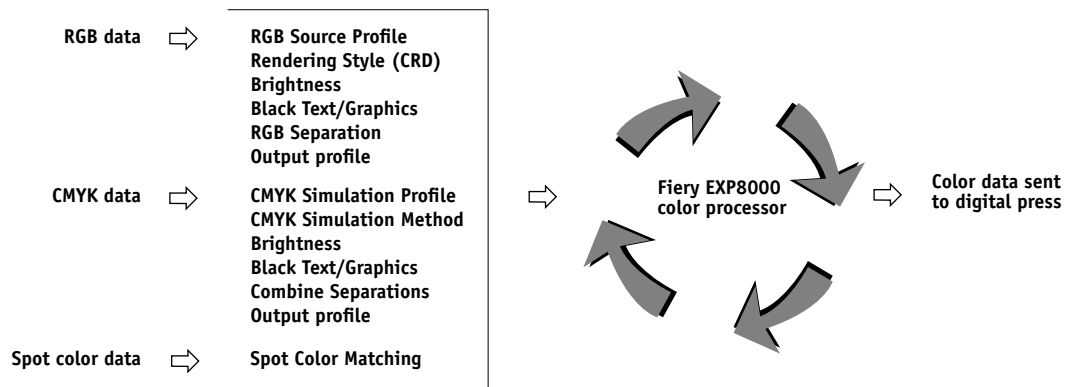 RGB data
RGB Source Profile
Rendering Style (CRD)
Brightness
Black Text/Graphics
RGB Separation
Output profile
CMYK data
CMYK Simulation Profile
CMYK Simulation Method
Brightness
Black Text/Graphics
Combine Separations
Output profile
Spot color data
Spot Color Matching
Fiery EXP8000
color processor
Color data sent
to digital press